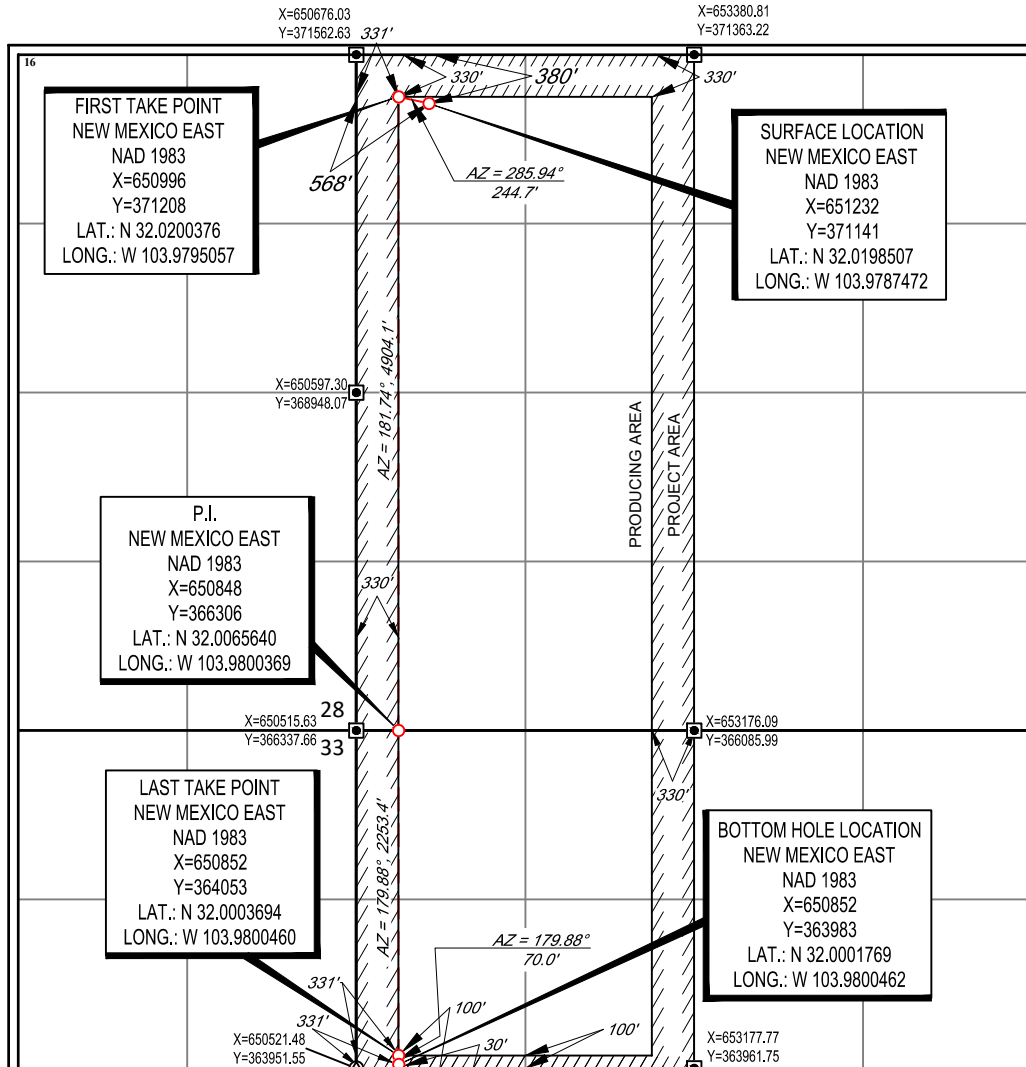 X=650676.03
Y=371562.63
331'
X=653380.81
Y=371363.22
16
330'
380'
330'
FIRST TAKE POINT
NEW MEXICO EAST
NAD 1983
X=650996
Y=371208
LAT.: N 32.0200376
LONG.: W 103.9795057
568'
AZ = 285.94°
244.7'
SURFACE LOCATION
NEW MEXICO EAST
NAD 1983
X=651232
Y=371141
LAT.: N 32.0198507
LONG.: W 103.9787472
X=650597.30
Y=368948.07
AZ = 181.74°, 4904.1'
PRODUCING AREA
PROJECT AREA
P.I.
NEW MEXICO EAST
NAD 1983
X=650848
Y=366306
LAT.: N 32.0065640
LONG.: W 103.9800369
330'
X=650515.63
Y=366337.66
28
33
X=653176.09
Y=366085.99
330'
LAST TAKE POINT
NEW MEXICO EAST
NAD 1983
X=650852
Y=364053
LAT.: N 32.0003694
LONG.: W 103.9800460
AZ = 179.88°, 2253.4'
BOTTOM HOLE LOCATION
NEW MEXICO EAST
NAD 1983
X=650852
Y=363983
LAT.: N 32.0001769
LONG.: W 103.9800462
AZ = 179.88°
70.0'
331'
331'
100'
30'
100'
X=650521.48
Y=363951.55
X=653177.77
Y=363961.75